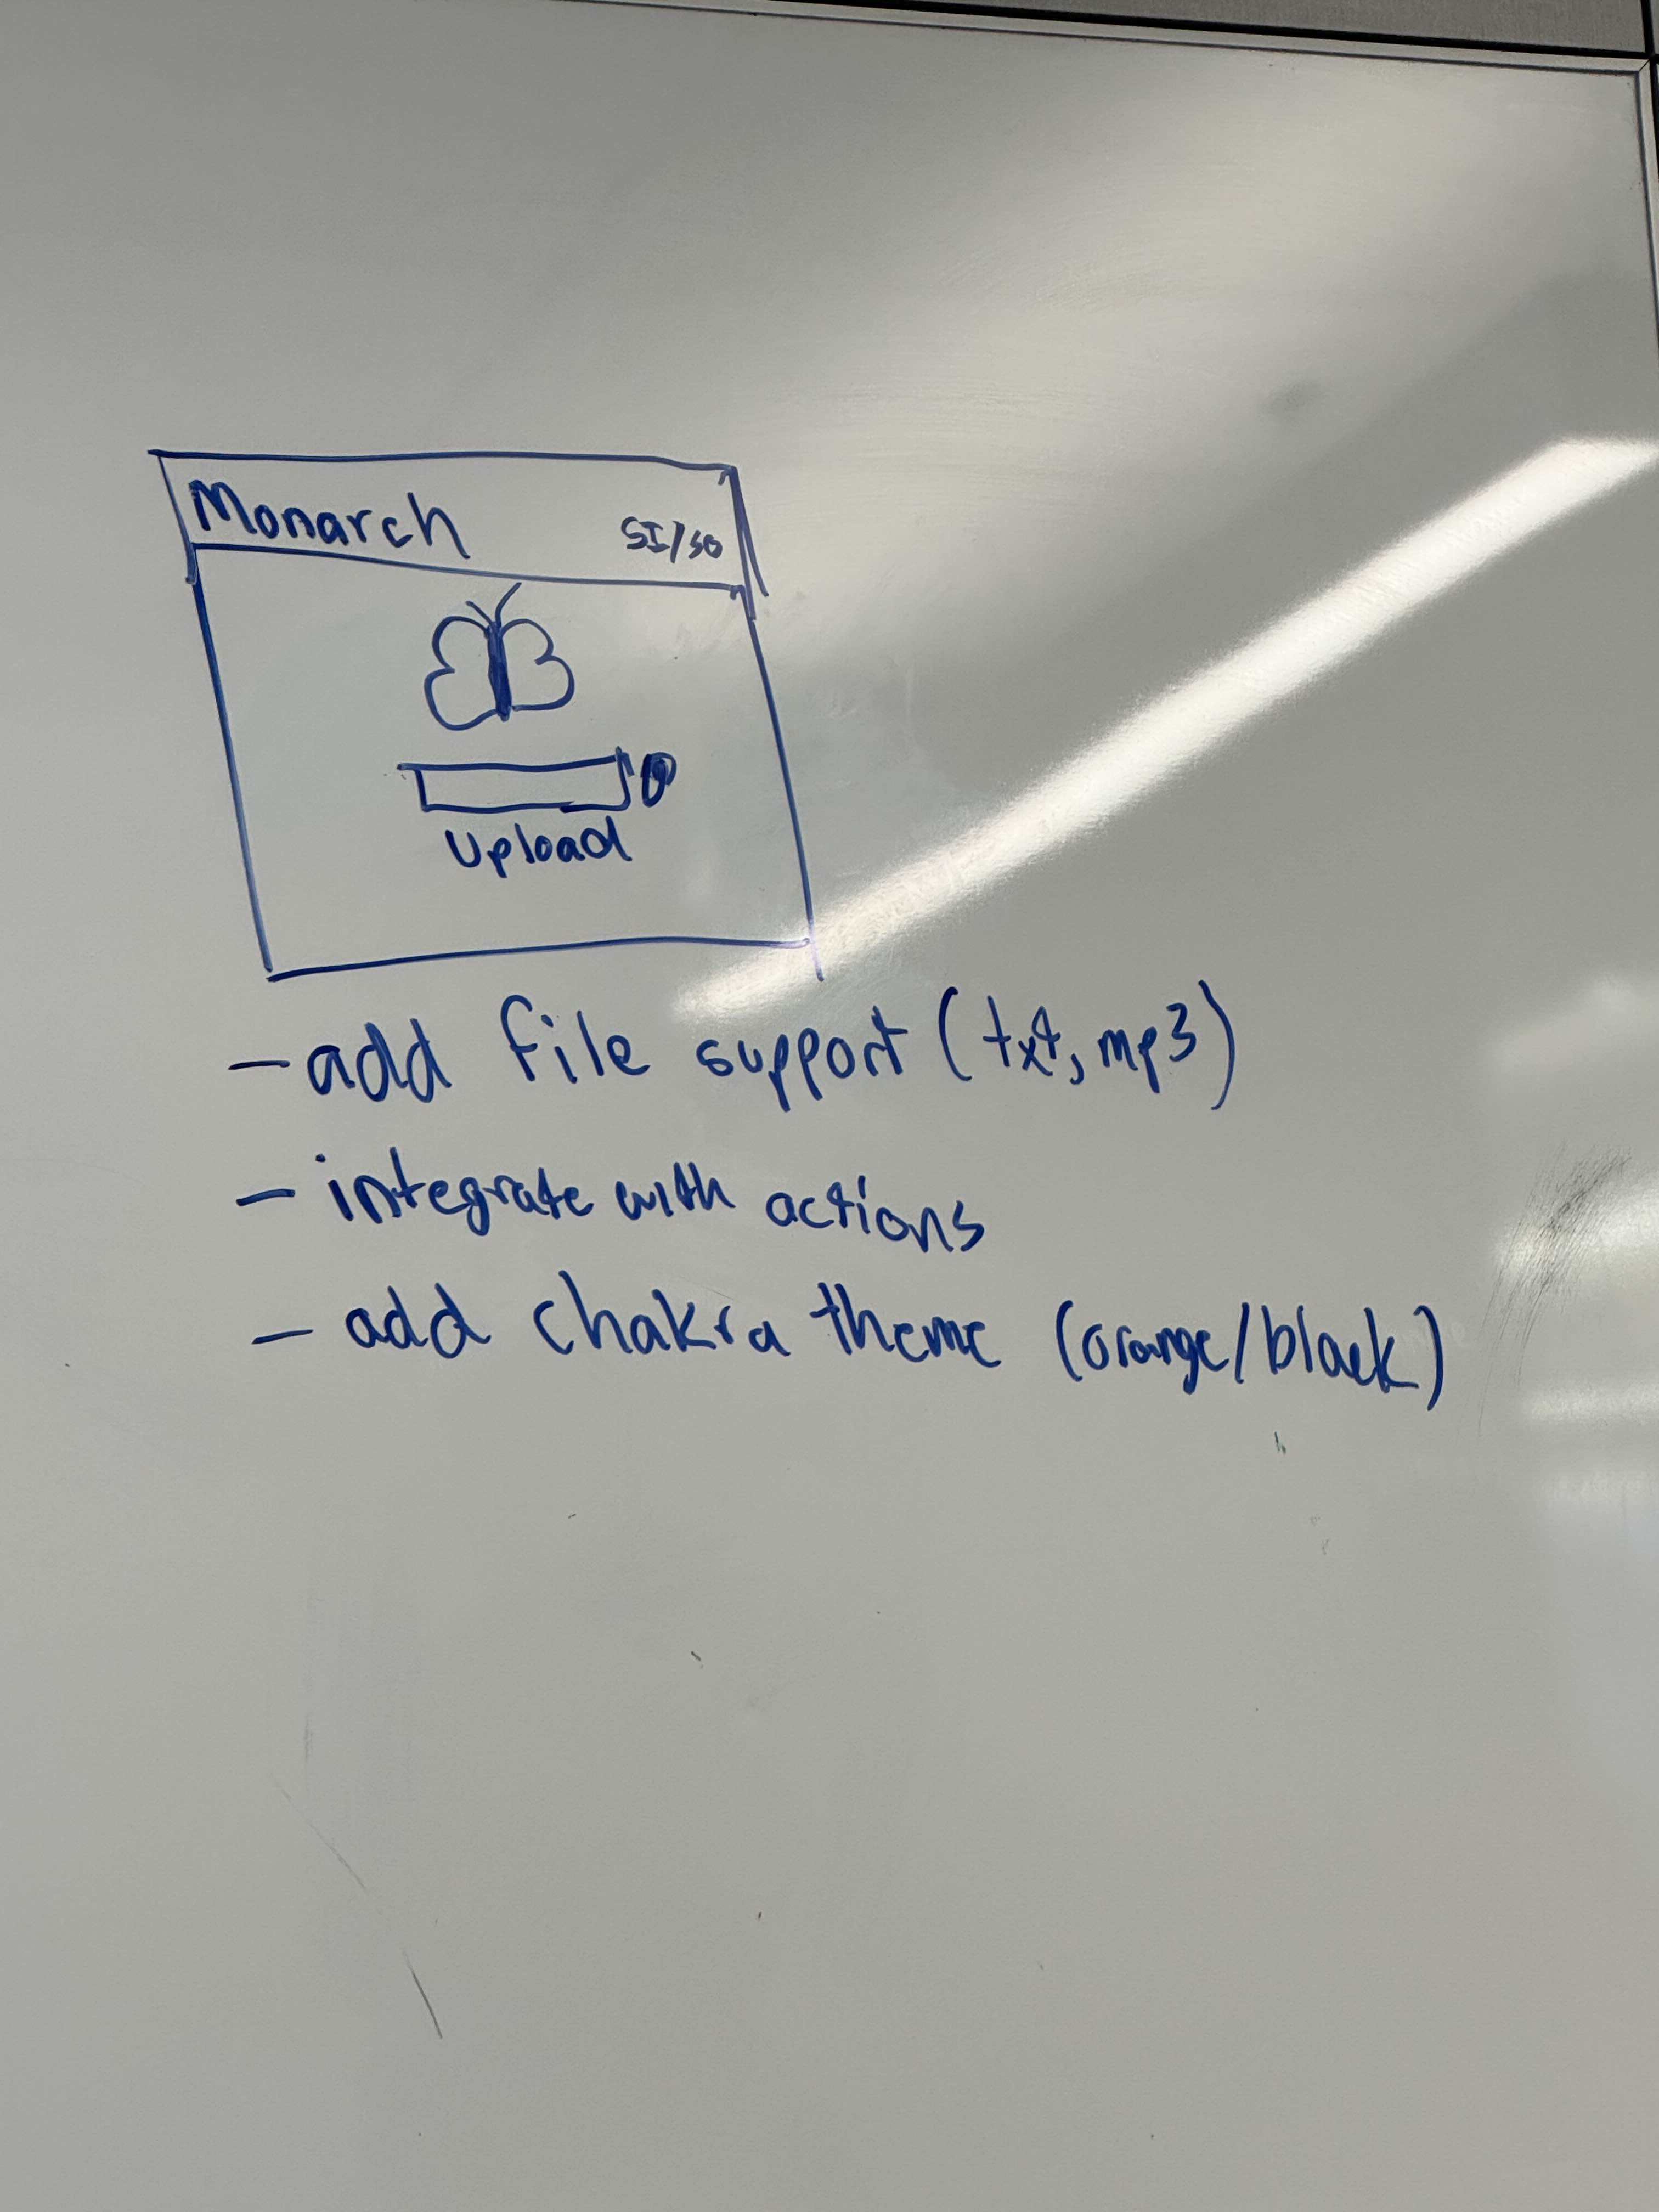 Monarch
SI/SO
Upload
- add file support (txt, mp3)
- integrate with actions
- add chakra theme (orange/black)